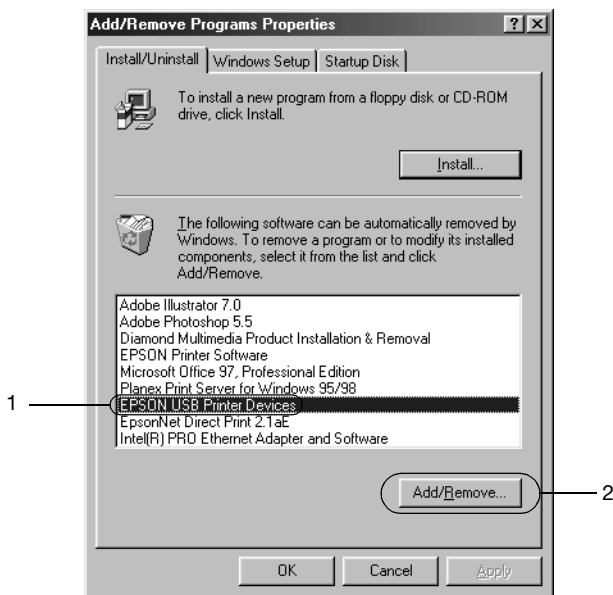 Add/Remove Programs Properties
Install/Uninstall
Windows Setup
Startup Disk
To install a new program from a floppy disk or CD-ROM
drive, click Install.
Install...
The following software can be automatically removed by
Windows. To remove a program or to modify its installed
components, select it from the list and click
Add/Remove.
Adobe Illustrator 7.0
Adobe Photoshop 5.5
Diamond Multimedia Product Installation & Removal
EPSON Printer Software
Microsoft Office 97, Professional Edition
Planex Print Server for Windows 95/98
1
EPSON USB Printer Devices
EpsonNet Direct Print 2.1aE
Intel(R) PRO Ethernet Adapter and Software
Add/Remove...
2
OK
Cancel
Apply